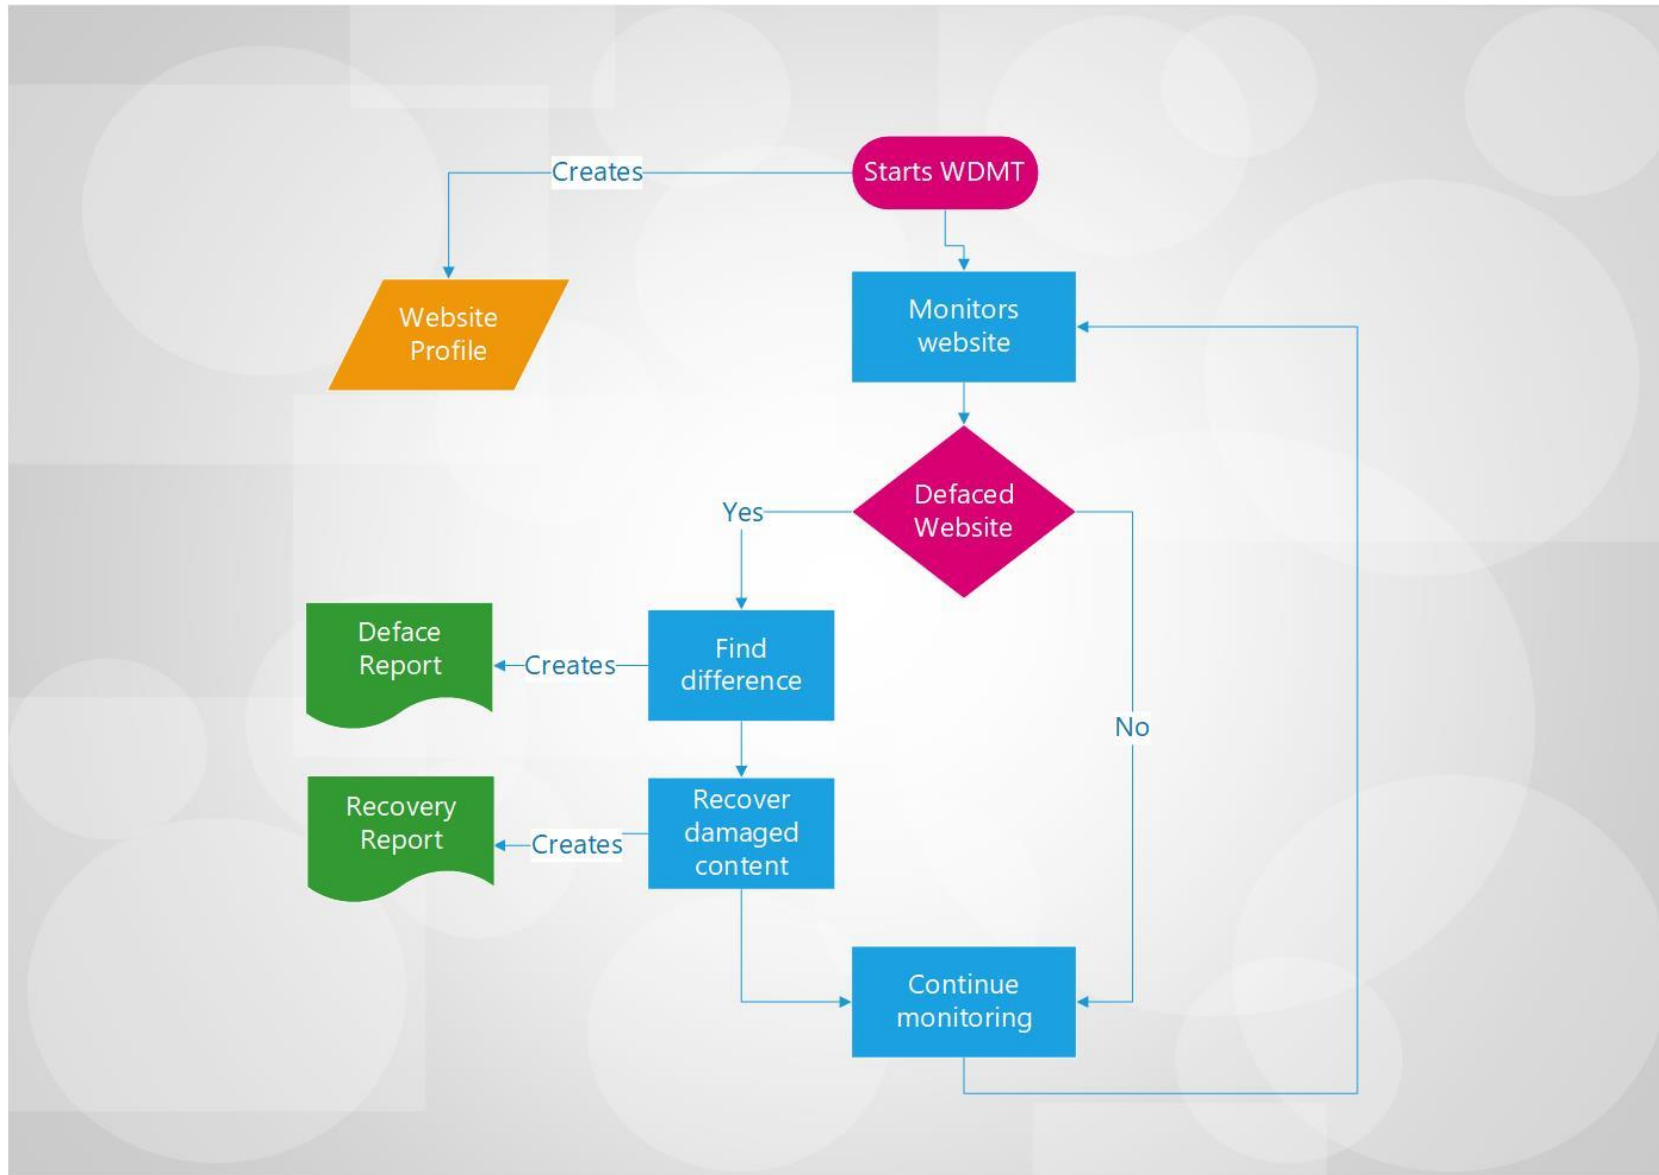 Creates
Starts WDMT
Website
Profile
Monitors
website
Defaced
Website
Yes
Deface
Report
Creates
Find
difference
No
Recovery
Report
Creates
Recover
damaged
content
Continue
monitoring